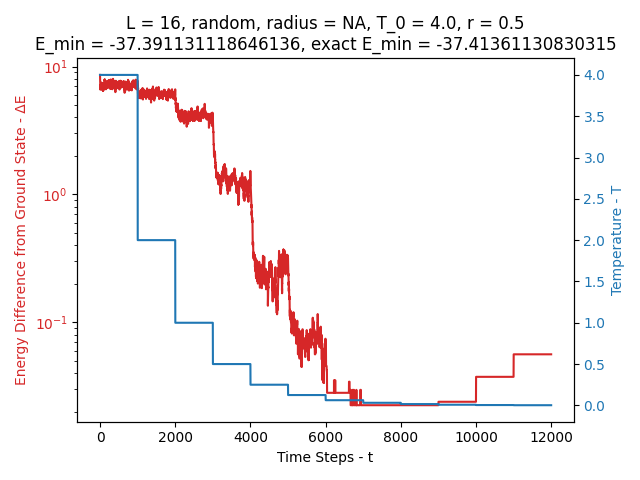 L = 16, random, radius = NA, T_0 = 4.0, r = 0.5
E_min = -37.391131118646136, exact E_min = -37.41361130830315
10¹
10⁰
10⁻¹
Energy Difference from Ground State - ΔE
4.0
3.5
3.0
2.5
2.0
1.5
1.0
0.5
0.0
Temperature - T
0 2000 4000 6000 8000 10000 12000
Time Steps - t